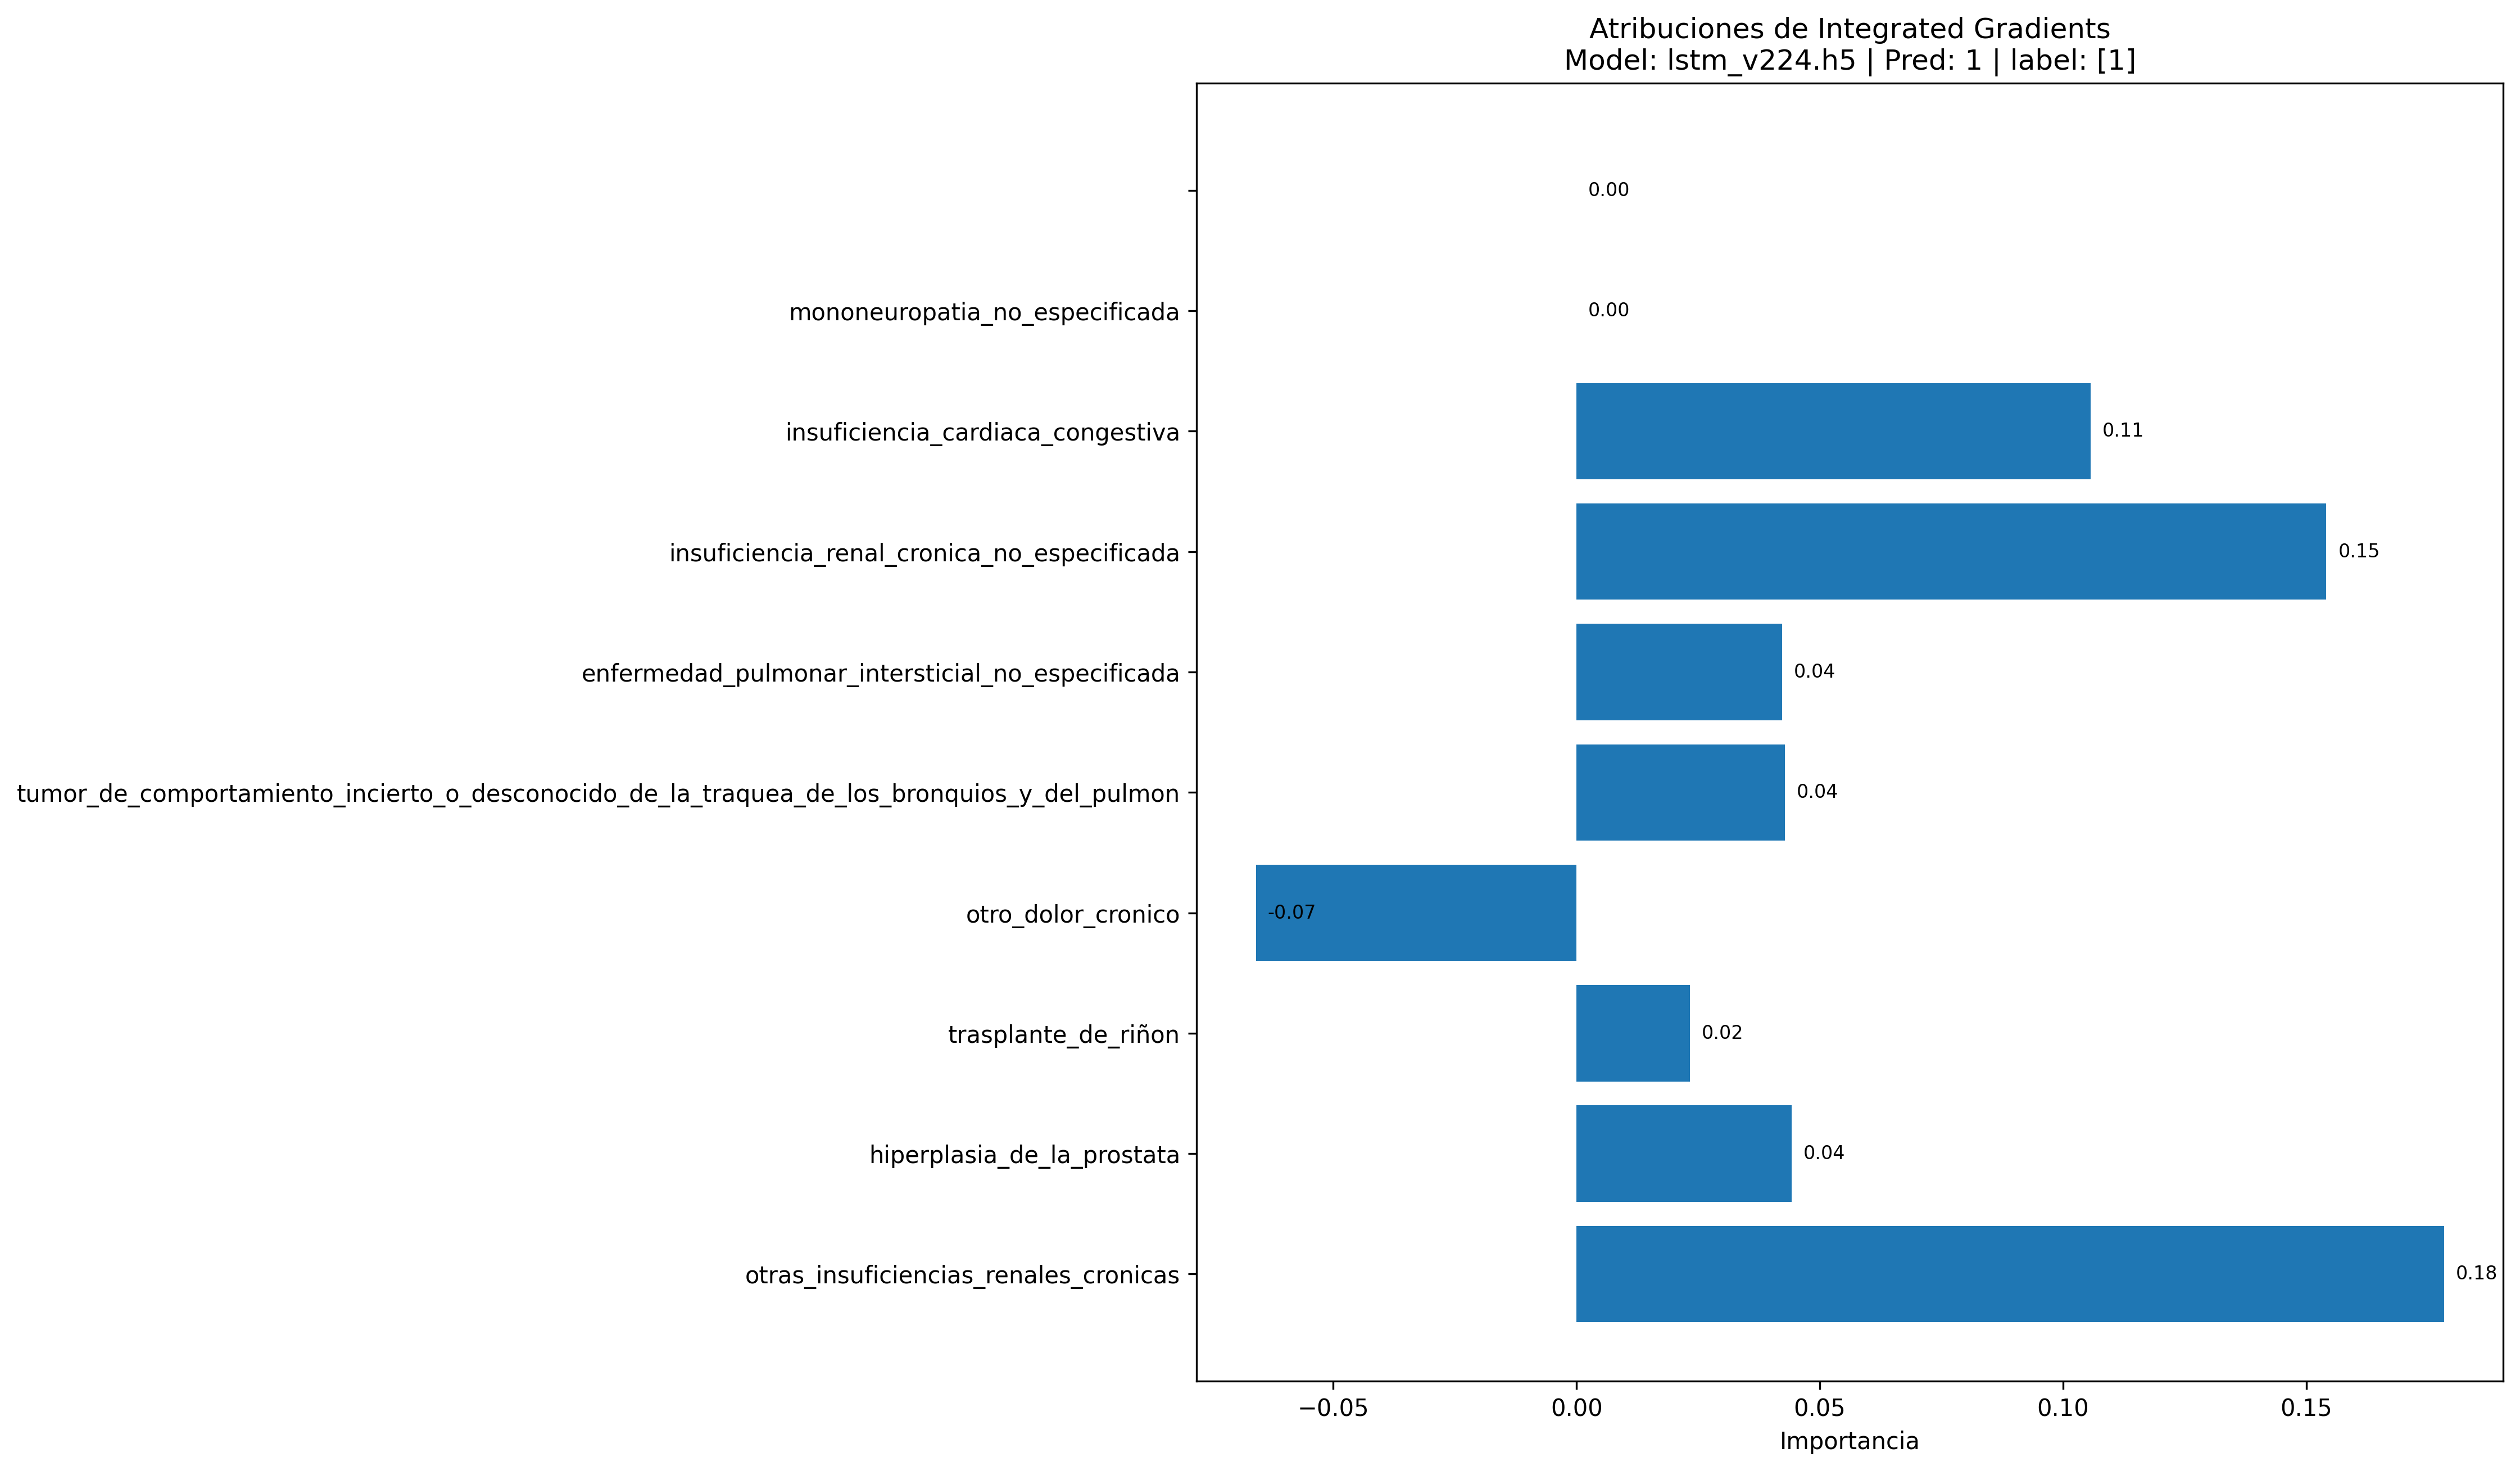 Atribuciones de Integrated Gradients
Model: lstm_v224.h5 | Pred: 1 | label: [1]
0.00
mononeuropatia_no_especificada 0.00
insuficiencia_cardiaca_congestiva 0.11
insuficiencia_renal_cronica_no_especificada 0.15
enfermedad_pulmonar_intersticial_no_especificada 0.04
tumor_de_comportamiento_incierto_o_desconocido_de_la_traquea_de_los_bronquios_y_del_pulmon 0.04
otro_dolor_cronico -0.07
trasplante_de_riñon 0.02
hiperplasia_de_la_prostata 0.04
otras_insuficiencias_renales_cronicas 0.18
−0.05 0.00 0.05 0.10 0.15
Importancia